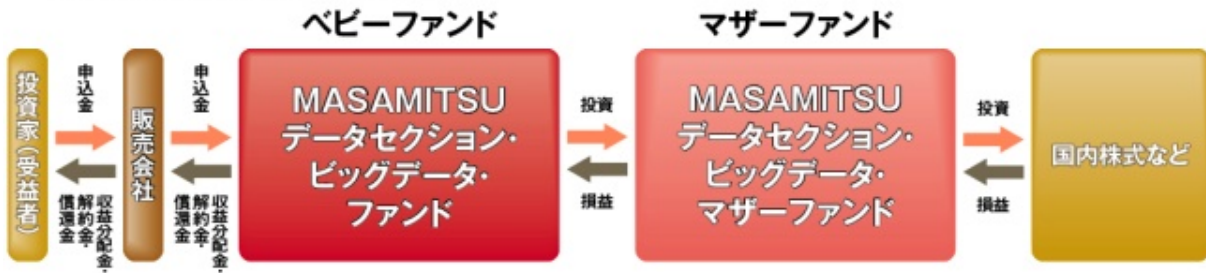 ベビーファンド
マザーファンド
投資家（受益者）
申込金
収益分配金・
解約金・
償還金
販売会社
申込金
収益分配金・
解約金・
償還金
MASAMITSU
データセクション・
ビッグデータ・
ファンド
投資
損益
MASAMITSU
データセクション・
ビッグデータ・
マザーファンド
投資
損益
国内株式など